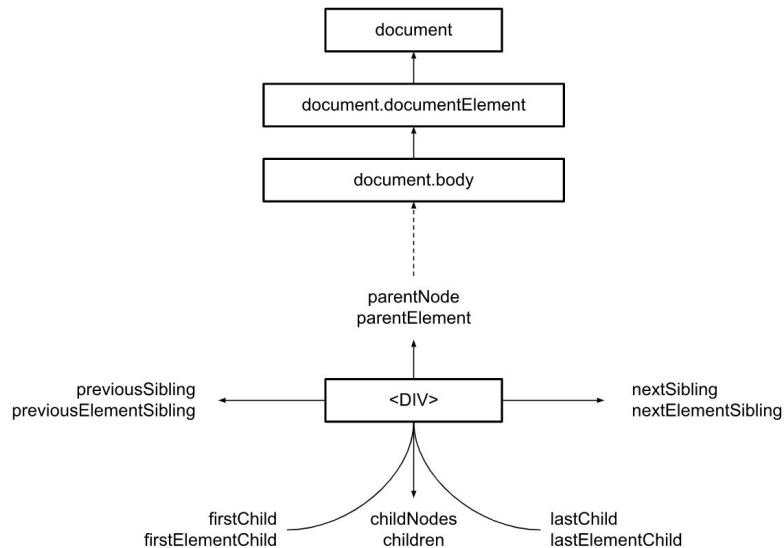 document
document.documentElement
document.body
parentNode
parentElement
previousSibling
previousElementSibling
<DIV>
nextSibling
nextElementSibling
firstChild
firstElementChild
childNodes
children
lastChild
lastElementChild